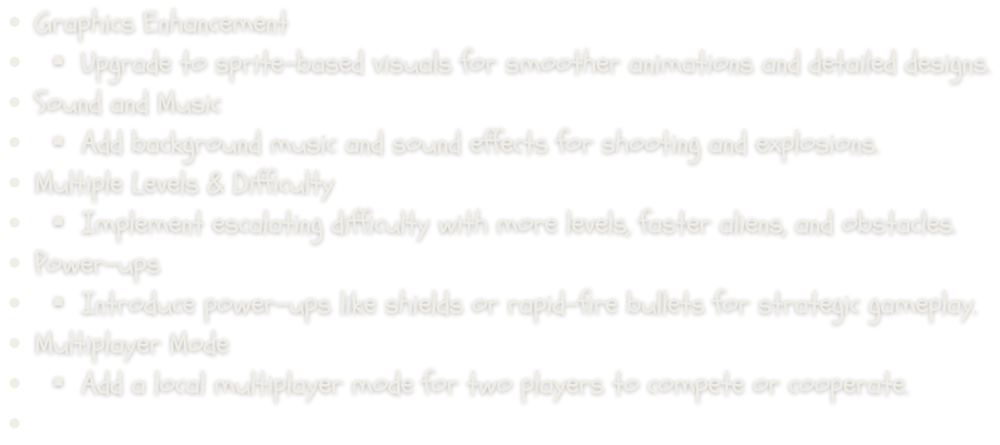 • Graphics Enhancement
• ▪ Upgrade to sprite-based visuals for smoother animations and detailed designs.
• Sound and Music
• ▪ Add background music and sound effects for shooting and explosions.
• Multiple Levels & Difficulty
• ▪ Implement escalating difficulty with more levels, faster aliens, and obstacles.
• Power-ups
• ▪ Introduce power-ups like shields or rapid-fire bullets for strategic gameplay.
• Multiplayer Mode
• ▪ Add a local multiplayer mode for two players to compete or cooperate.
•